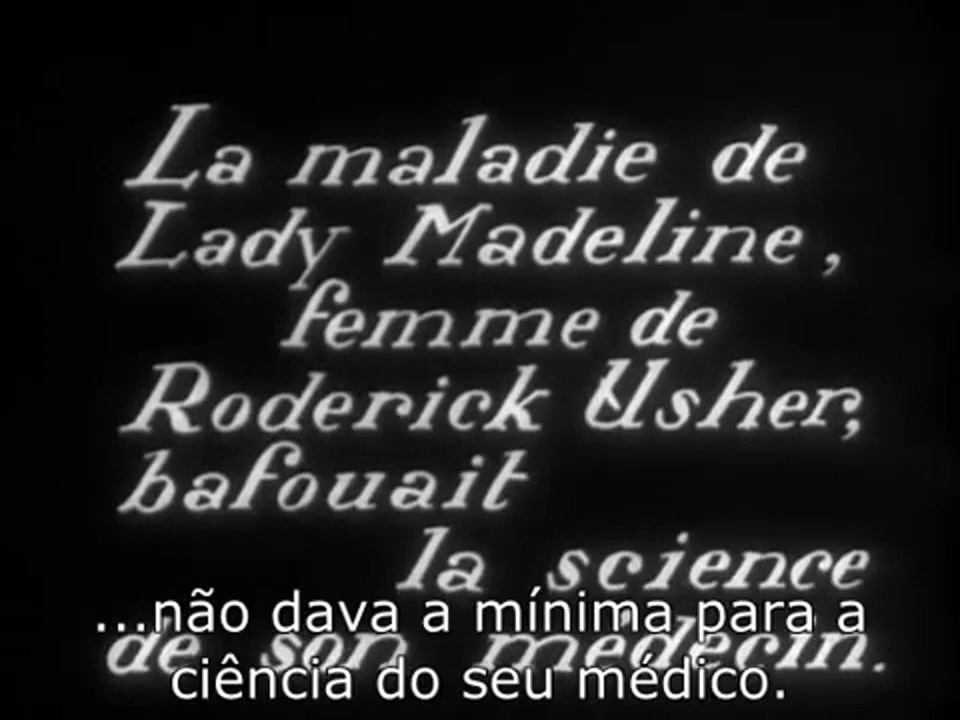 La maladie de
Lady Madeline,
femme de
Roderick Usher,
bafouait
la science
de son médecin.
...não dava a mínima para a
ciência do seu médico.